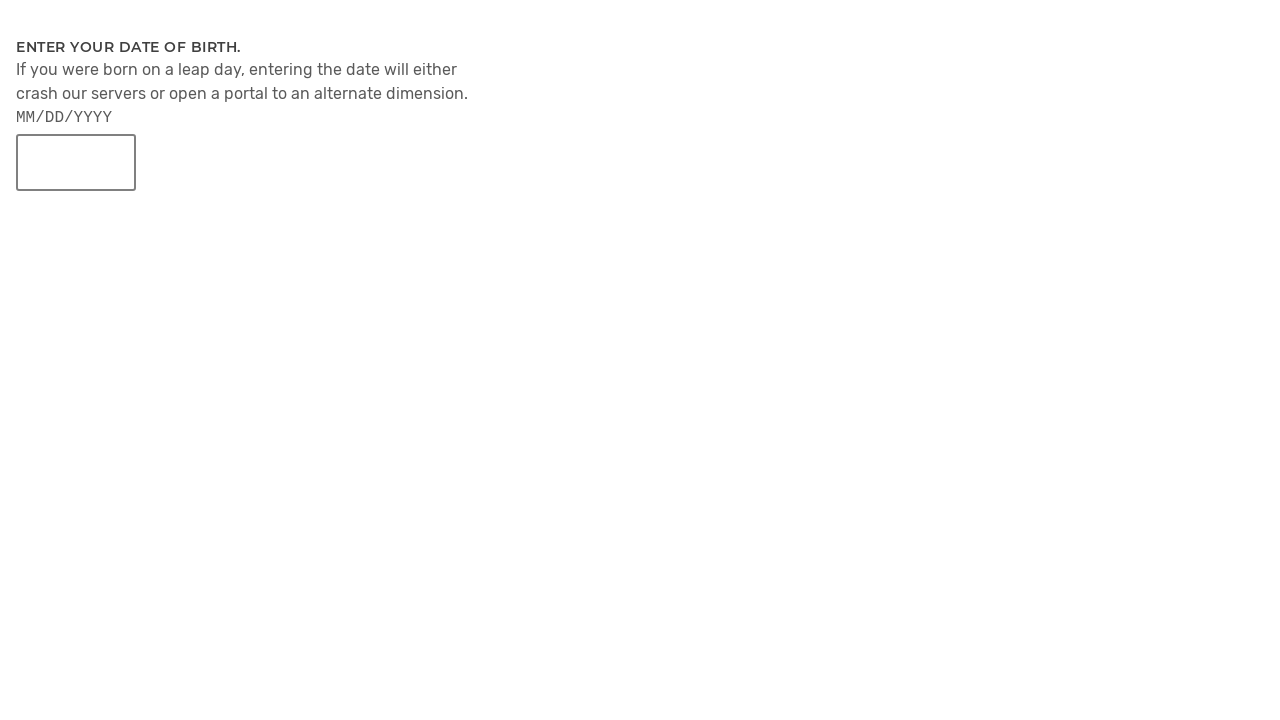 ENTER YOUR DATE OF BIRTH.
If you were born on a leap day, entering the date will either
crash our servers or open a portal to an alternate dimension.
MM/DD/YYYY